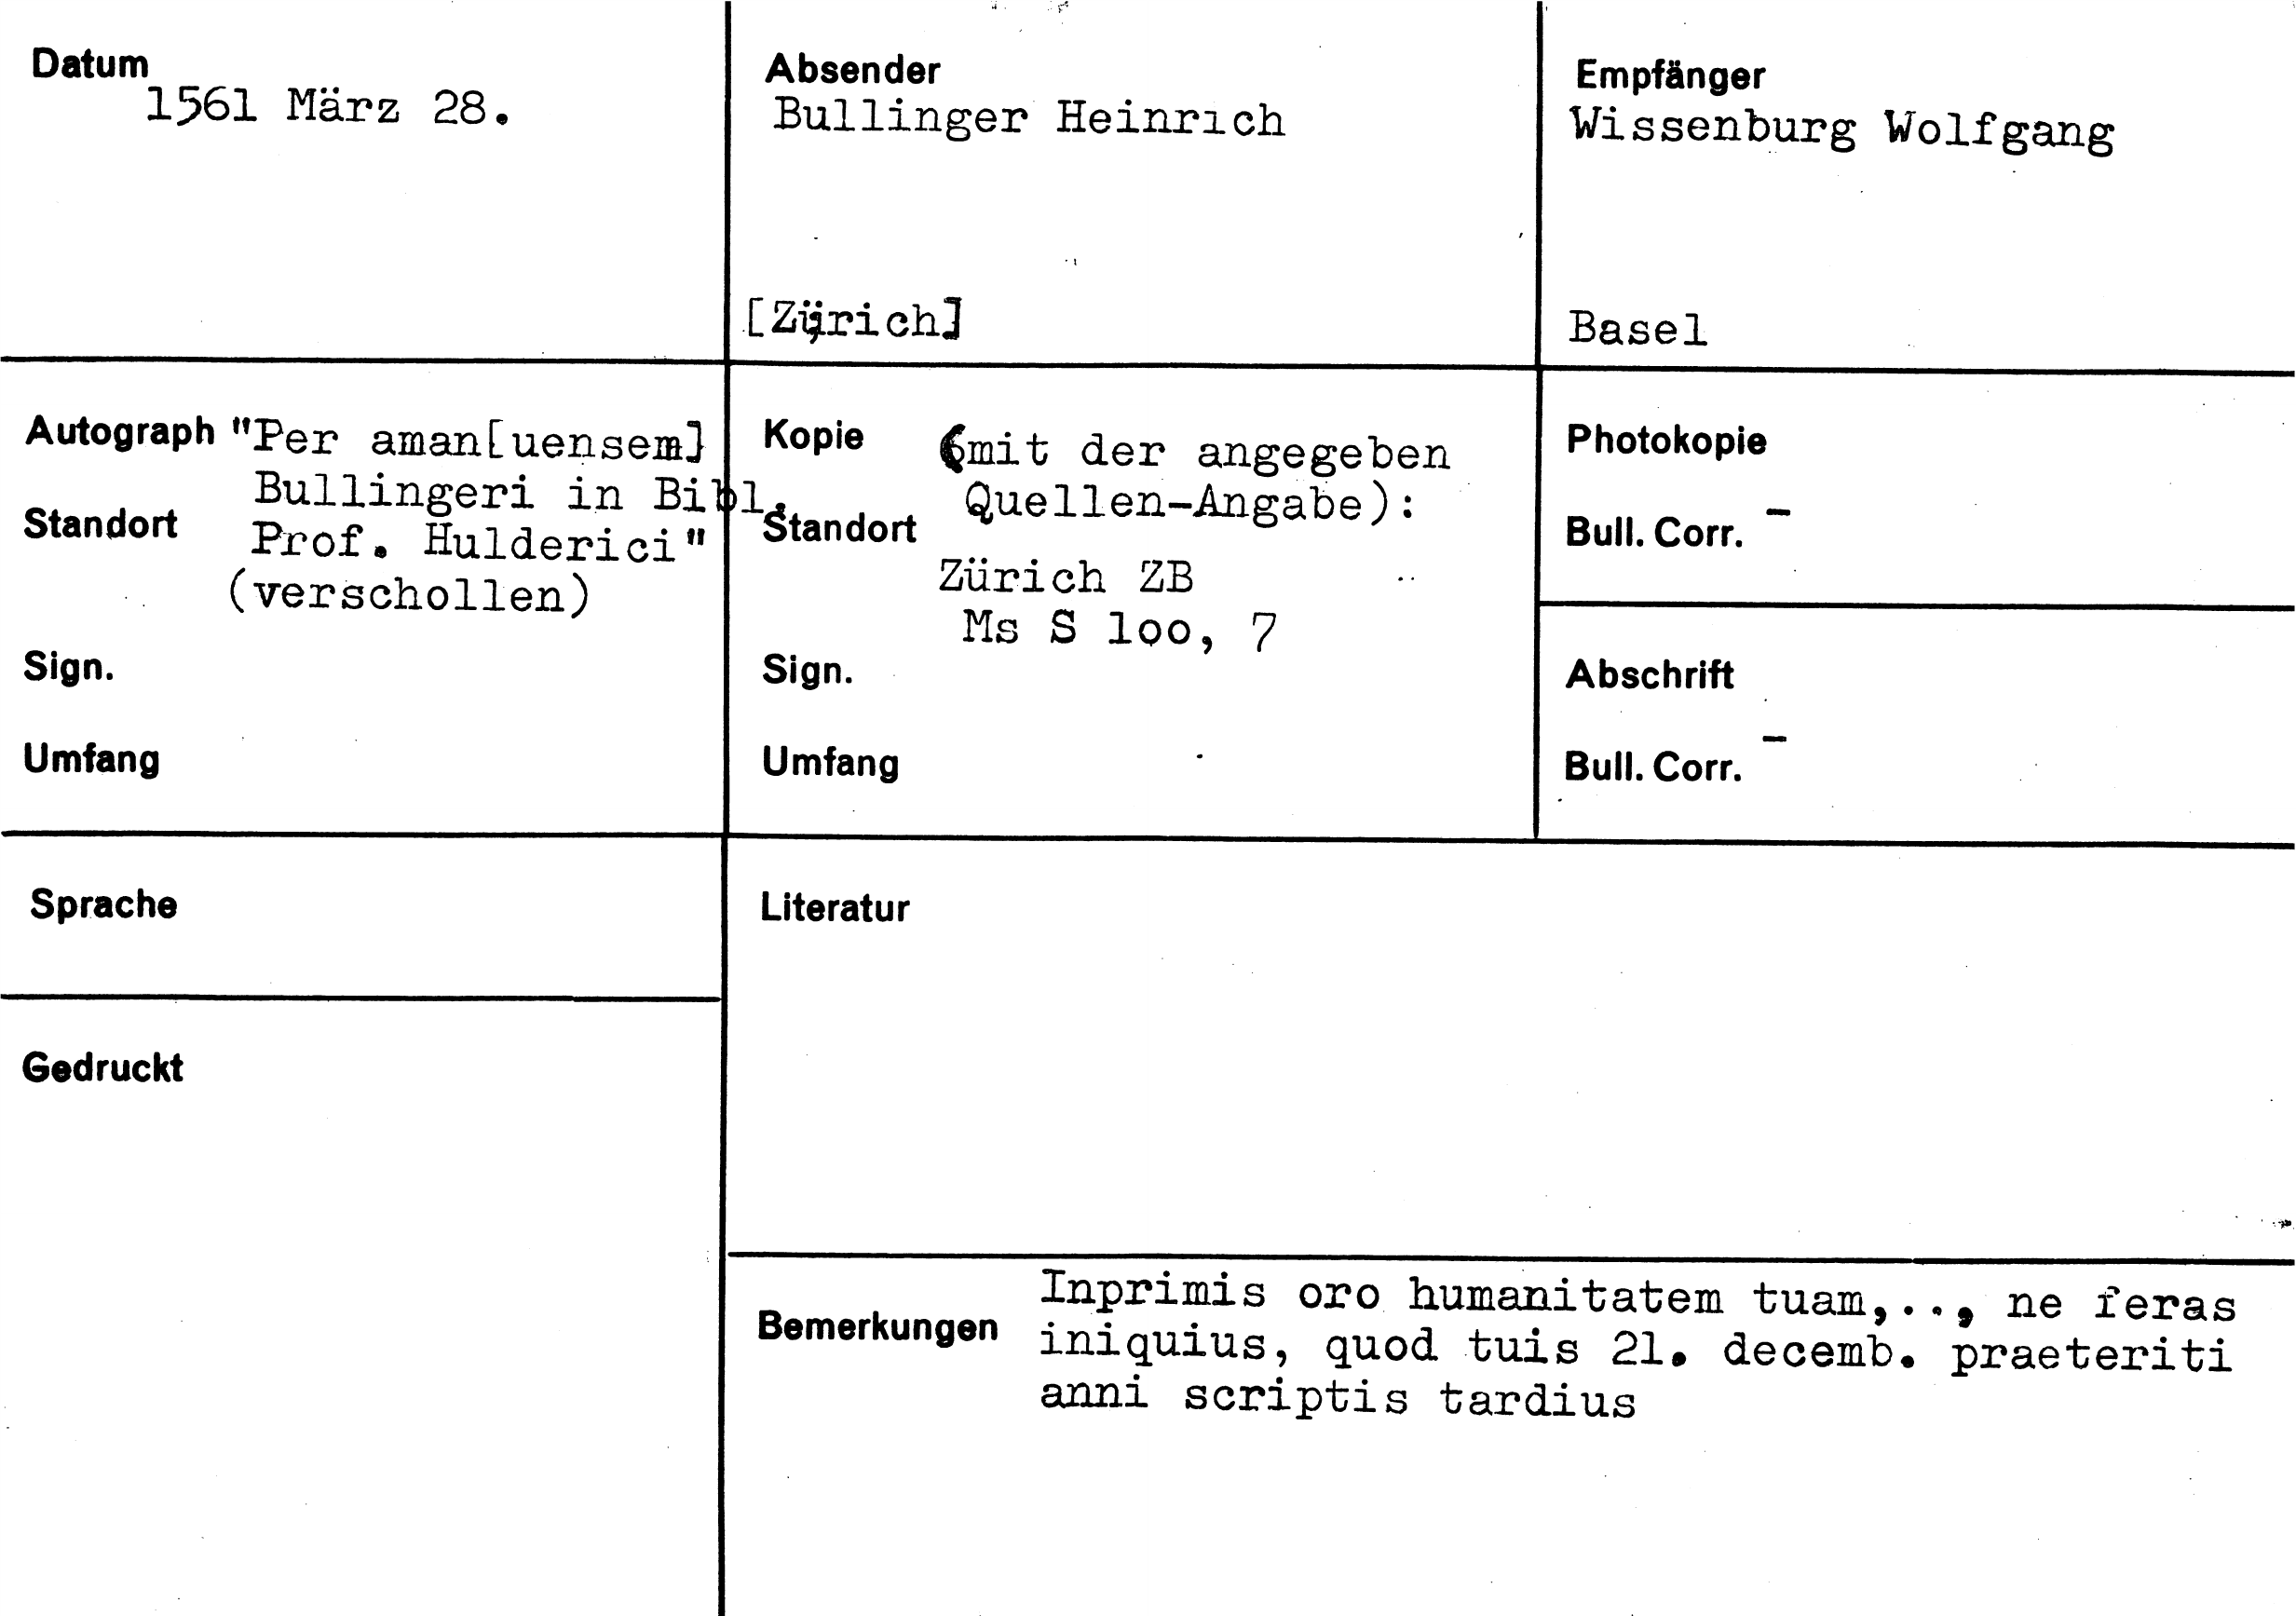 Datum
1561 März 28.
Absender
Bullinger Heinrich
[Zürich]
Empfänger
Wissenburg Wolfgang
Basel
Autograph "Per aman[uensem]
Bullingeri in Bibl.
Standort Prof. Hulderici"
(verschollen)
Sign.
Umfang
Kopie (mit der angegeben
Quellen-Angabe):
Standort
Zürich ZB
Ms S loo, 7
Sign.
Umfang
Photokopie
Bull. Corr. -
Abschrift
Bull. Corr. -
Sprache
Literatur
Gedruckt
Bemerkungen
Inprimis oro humanitatem tuam,.., ne feras
iniquius, quod tuis 21. decemb. praeteriti
anni scriptis tardius